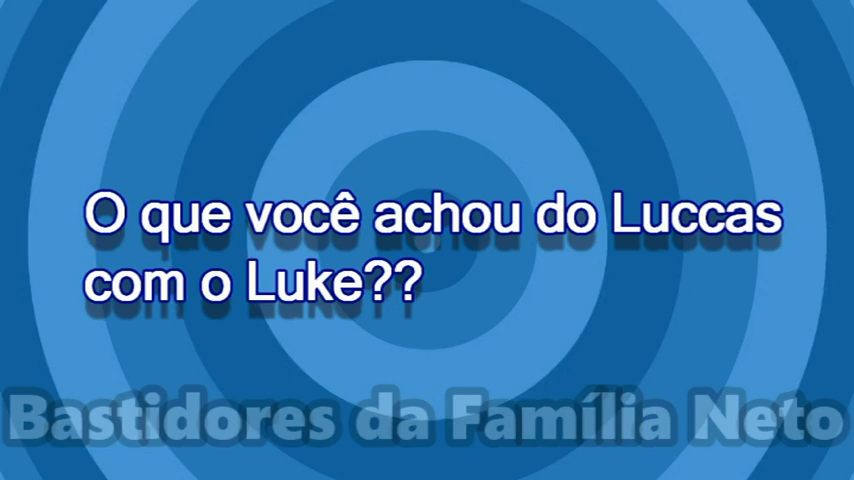 O que você achou do Luccas
com o Luke??
Bastidores da Família Neto